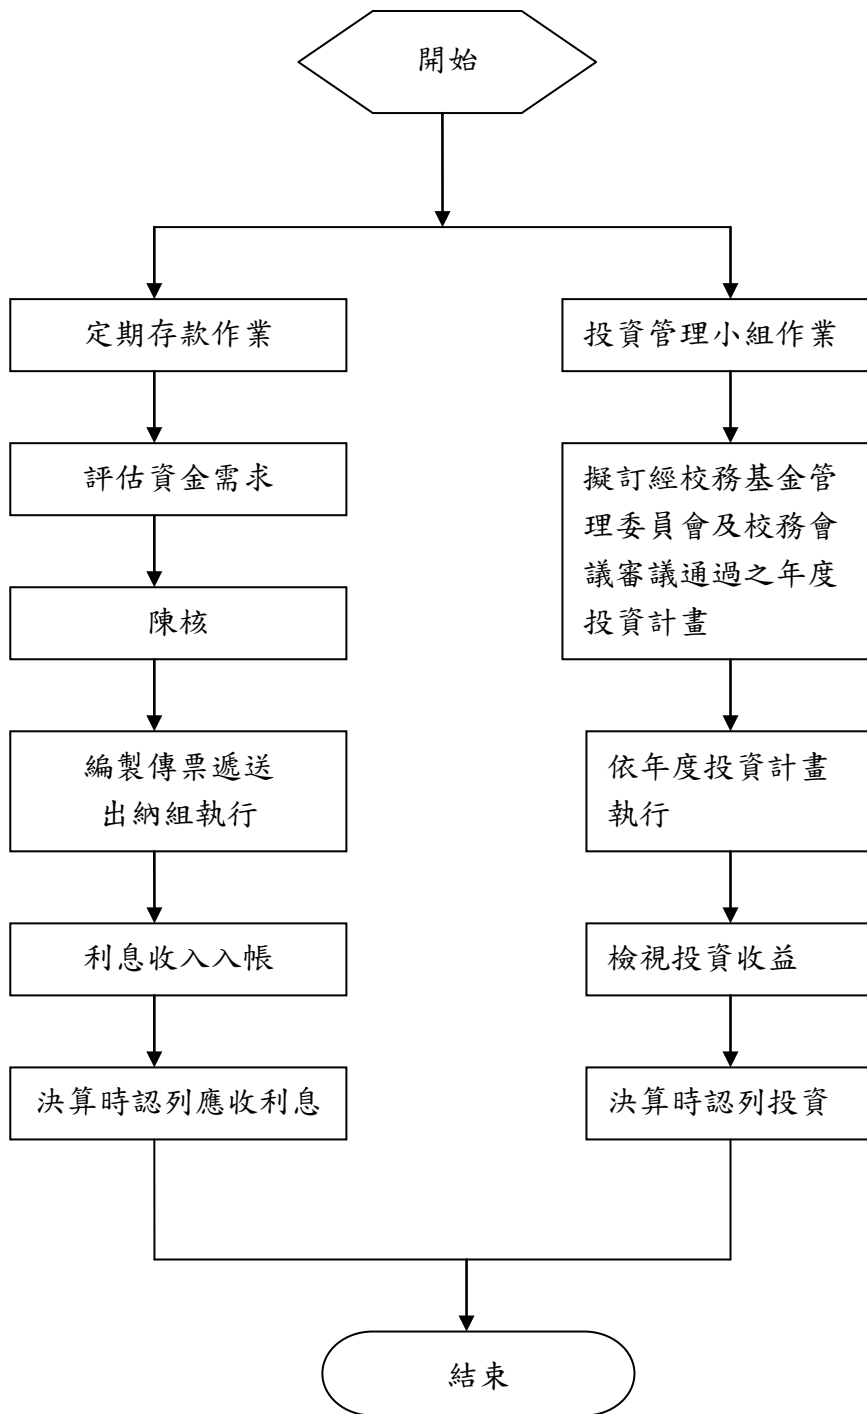 開始
定期存款作業
評估資金需求
陳核
編製傳票遞送
出納組執行
利息收入入帳
決算時認列應收利息
投資管理小組作業
擬訂經校務基金管
理委員會及校務會
議審議通過之年度
投資計畫
依年度投資計畫
執行
檢視投資收益
決算時認列投資
結束